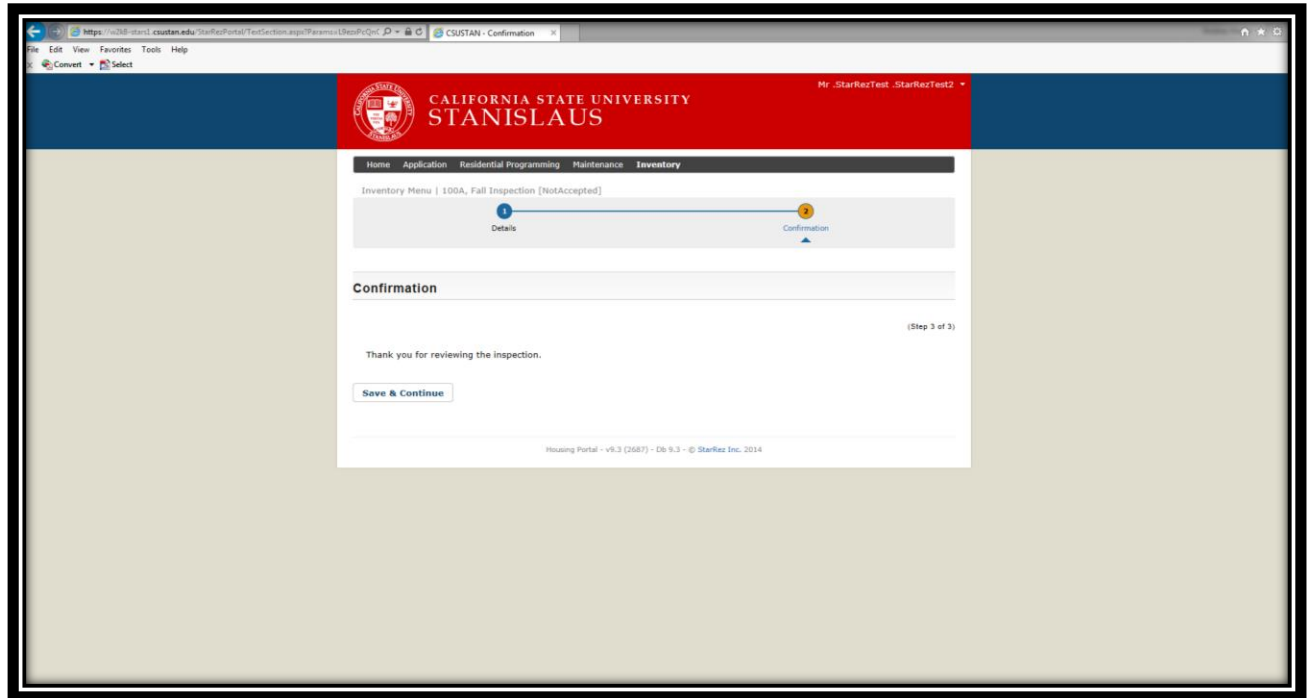 https://w2k8-stars1.csustan.edu/StarRezPortal/TextSection.aspx?Params=
CSUSTAN - Confirmation
File Edit View Favorites Tools Help
Convert Select
Mr .StarRezTest .StarRezTest2
CALIFORNIA STATE UNIVERSITY
STANISLAUS
Home Application Residential Programming Maintenance Inventory
Inventory Menu | 100A, Fall Inspection [NotAccepted]
1 2
Details Confirmation
Confirmation
(Step 3 of 3)
Thank you for reviewing the inspection.
Save & Continue
Housing Portal - v9.3 (2687) - Db 9.3 - © StarRez Inc. 2014